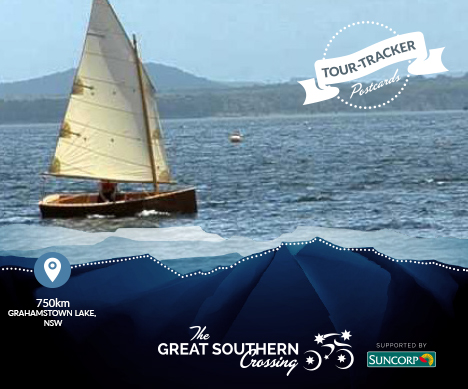 TOUR-TRACKER
Postcards
750km
GRAHAMSTOWN LAKE,
NSW
The
GREAT SOUTHERN
Crossing
SUPPORTED BY
SUNCORP